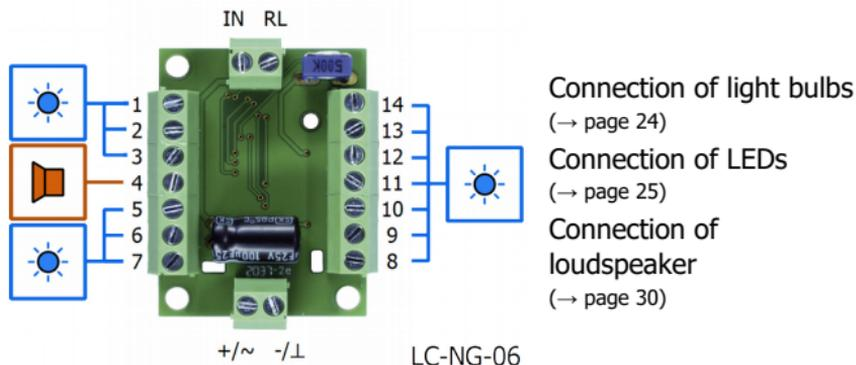 IN RL
1
2
3
4
5
6
7
14
13
12
11
10
9
8
+/~ -/⊥
LC-NG-06
Connection of light bulbs
(→ page 24)
Connection of LEDs
(→ page 25)
Connection of
loudspeaker
(→ page 30)